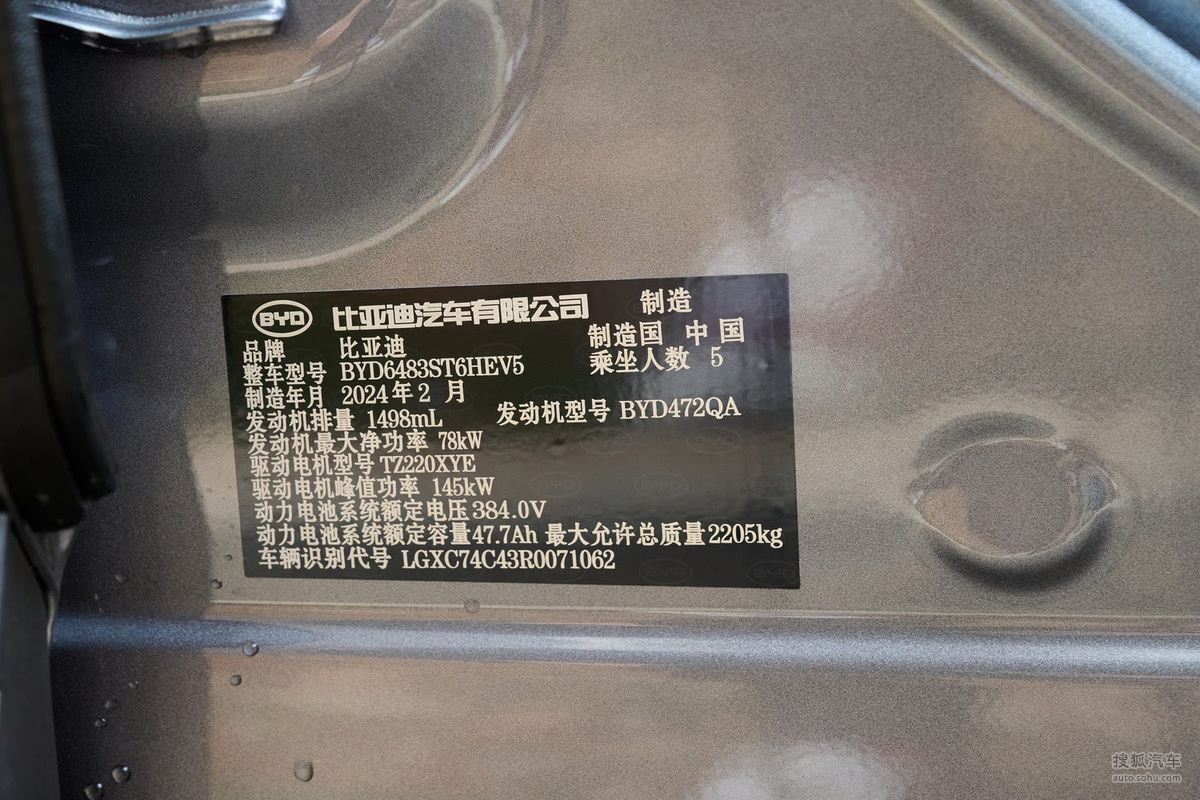 BYD 比亚迪汽车有限公司 制造
制造国 中国
品牌 比亚迪
乘坐人数 5
整车型号 BYD6483ST6HEV5
制造年月 2024年2月
发动机排量 1498mL 发动机型号 BYD472QA
发动机最大净功率 78kW
驱动电机型号 TZ220XYE
驱动电机峰值功率 145kW
动力电池系统额定电压 384.0V
动力电池系统额定容量 47.7Ah 最大允许总质量 2205kg
车辆识别代号 LGXC74C43R0071062
搜狐汽车
auto.sohu.com